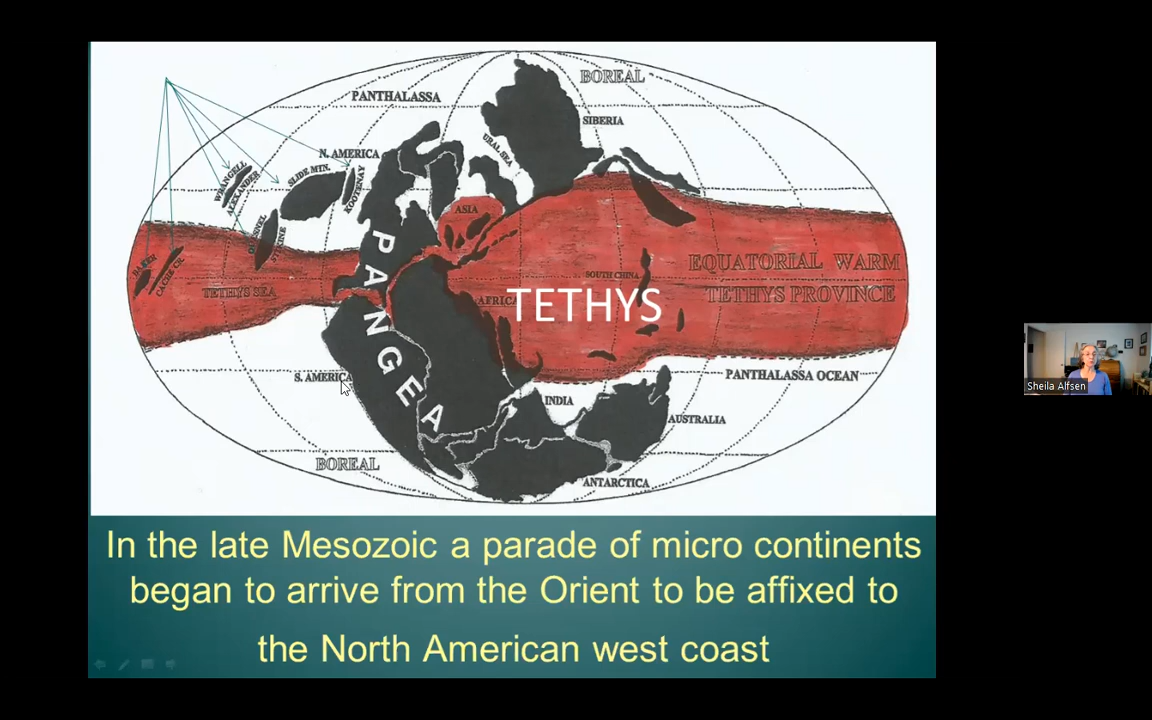 BOREAL
PANTHALASSA
SIBERIA
URAL SEA
N. AMERICA
SLIDE MTN.
KOOTENAY
WRANGELL
ALEXANDER
ASIA
QUESNEL
STIKINE
BAKER
CACHE CR.
TETHYS SEA
PANGEA
SOUTH CHINA
EQUATORIAL WARM
TETHYS PROVINCE
AFRICA
TETHYS
S. AMERICA
PANTHALASSA OCEAN
INDIA
AUSTRALIA
BOREAL
ANTARCTICA
In the late Mesozoic a parade of micro continents
began to arrive from the Orient to be affixed to
the North American west coast
Sheila Alfsen